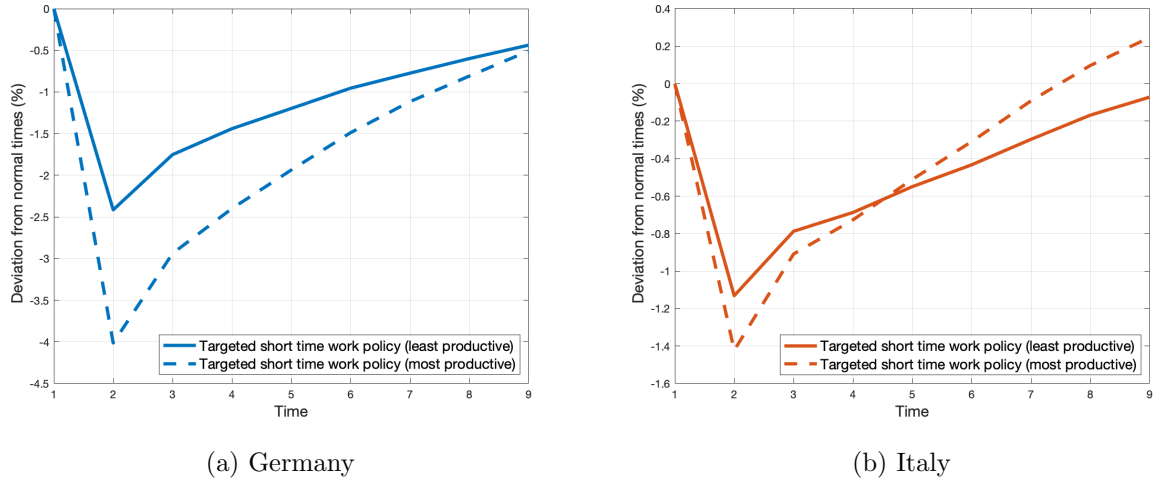 0
-0.5
-1
-1.5
-2
-2.5
-3
-3.5
-4
-4.5
Deviation from normal times (%)
Targeted short time work policy (least productive)
Targeted short time work policy (most productive)
1 2 3 4 5 6 7 8 9
Time
(a) Germany
0.4
0.2
0
-0.2
-0.4
-0.6
-0.8
-1
-1.2
-1.4
-1.6
Deviation from normal times (%)
Targeted short time work policy (least productive)
Targeted short time work policy (most productive)
1 2 3 4 5 6 7 8 9
Time
(b) Italy